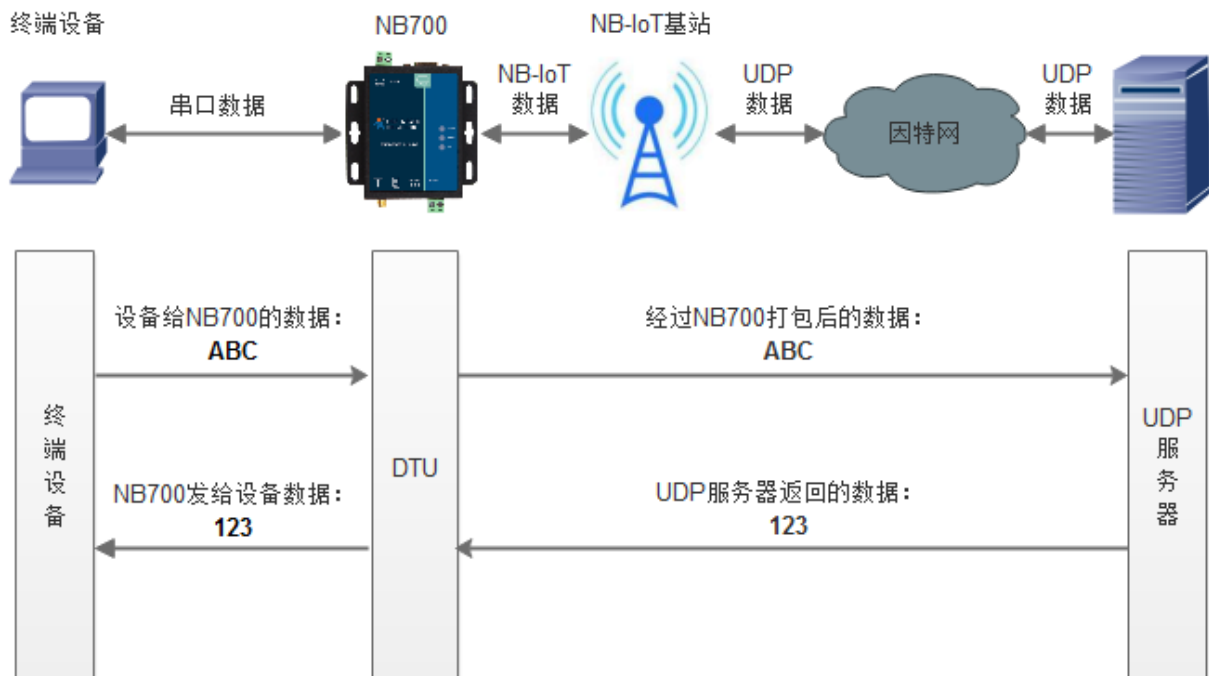 终端设备
NB700
NB-IoT基站
串口数据
NB-IoT
数据
UDP
数据
因特网
UDP
数据
设备给NB700的数据：
ABC
经过NB700打包后的数据：
ABC
终端设备
DTU
UDP
服务器
NB700发给设备数据：
123
UDP服务器返回的数据：
123